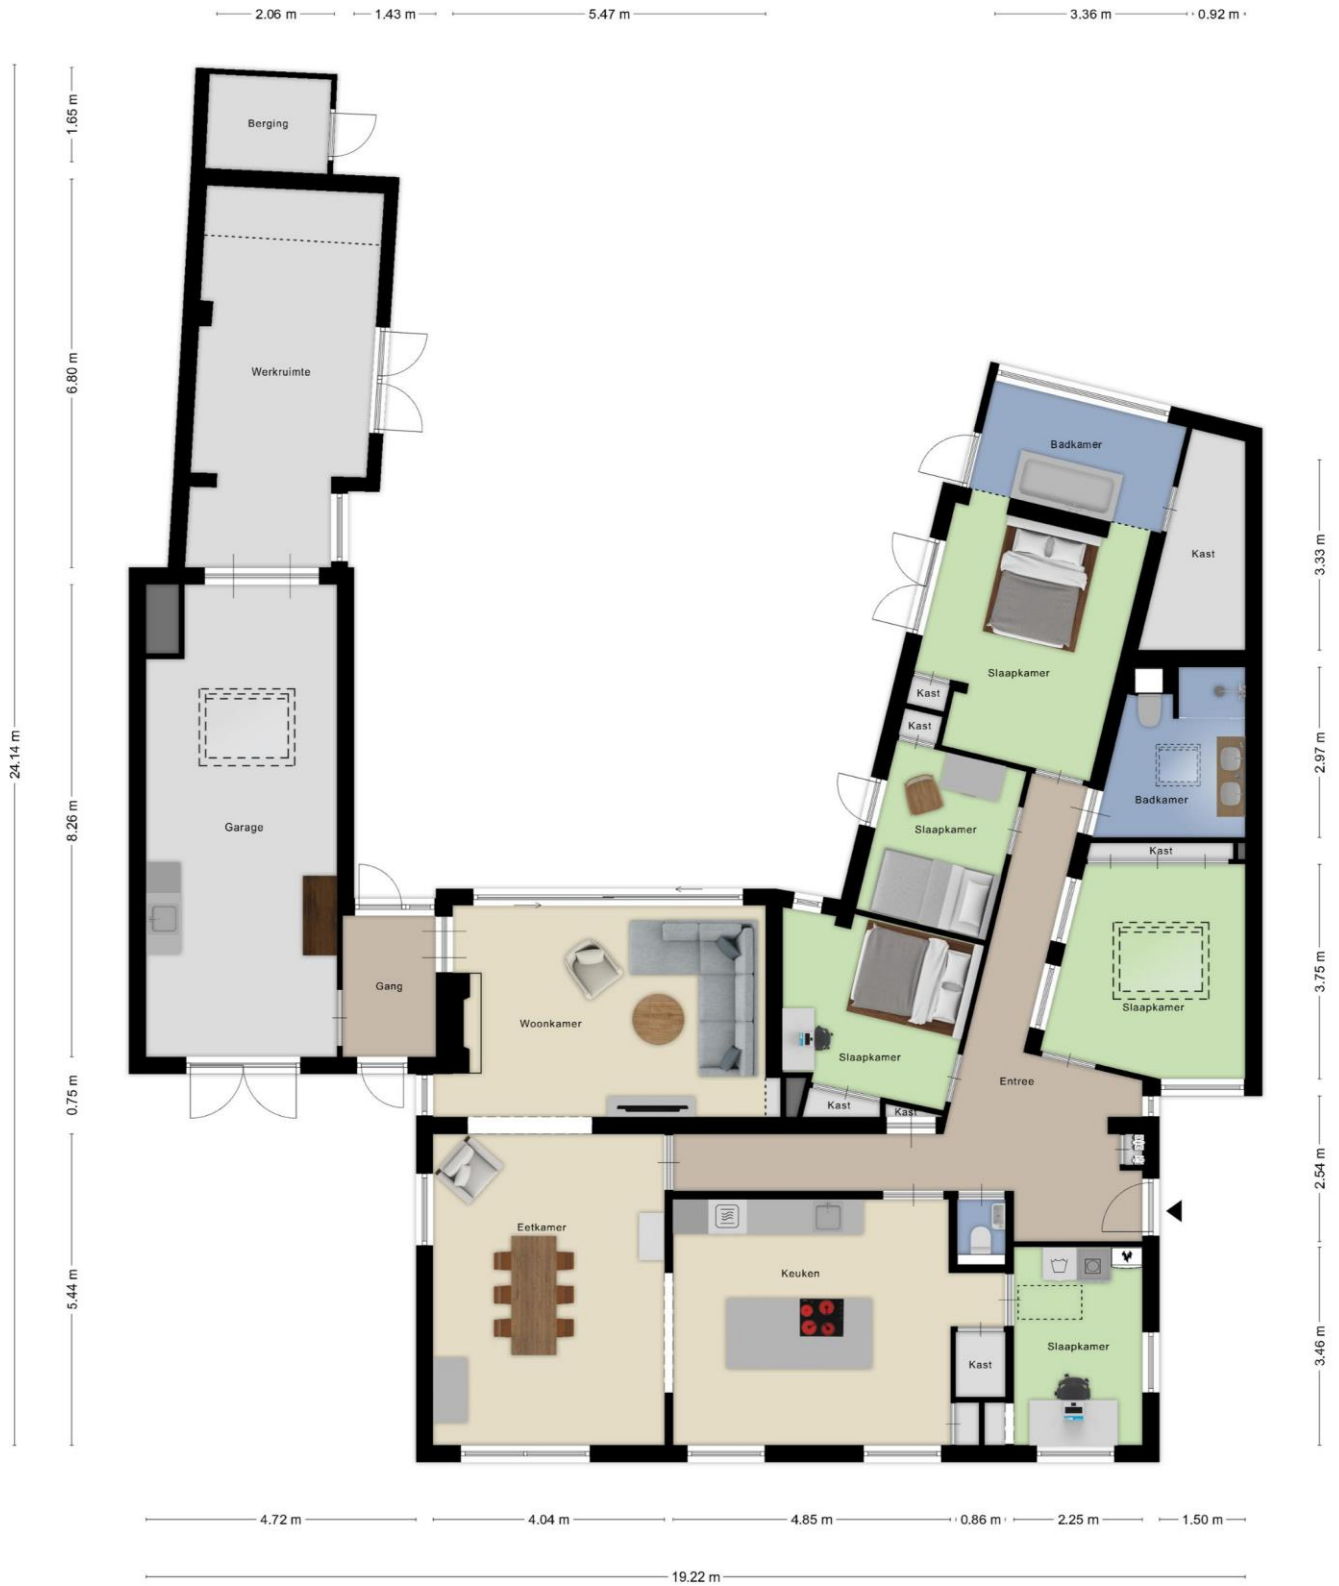 2.06 m
1.43 m
5.47 m
3.36 m
0.92 m
1.65 m
6.80 m
24.14 m
8.26 m
0.75 m
5.44 m
Berging
Werkruimte
Garage
Gang
Woonkamer
Eetkamer
Keuken
Badkamer
Kast
Slaapkamer
Kast
Kast
Slaapkamer
Badkamer
Kast
Slaapkamer
Slaapkamer
Kast
Kast
Entree
Kast
Slaapkamer
3.33 m
2.97 m
3.75 m
2.54 m
3.46 m
4.72 m
4.04 m
4.85 m
0.86 m
2.25 m
1.50 m
19.22 m